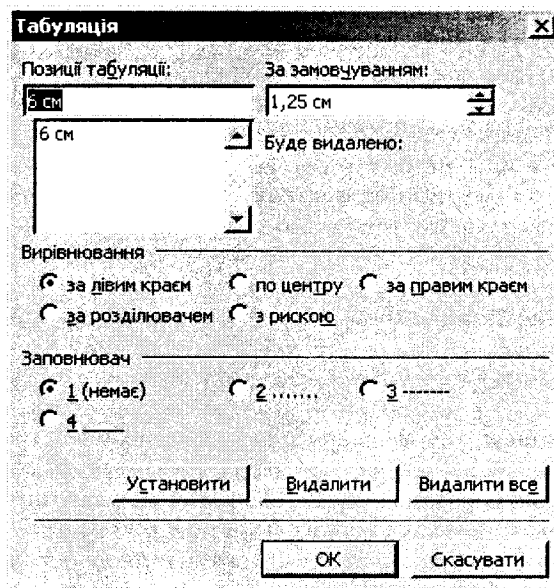 Табуляція
Позиції табуляції: За замовчуванням:
6 см 1,25 см
6 см Буде видалено:
Вирівнювання
за лівим краєм по центру за правим краєм
за розділювачем з рискою
Заповнювач
1 (немає) 2 ....... 3 -------
4 ____
Установити Видалити Видалити все
OK Скасувати